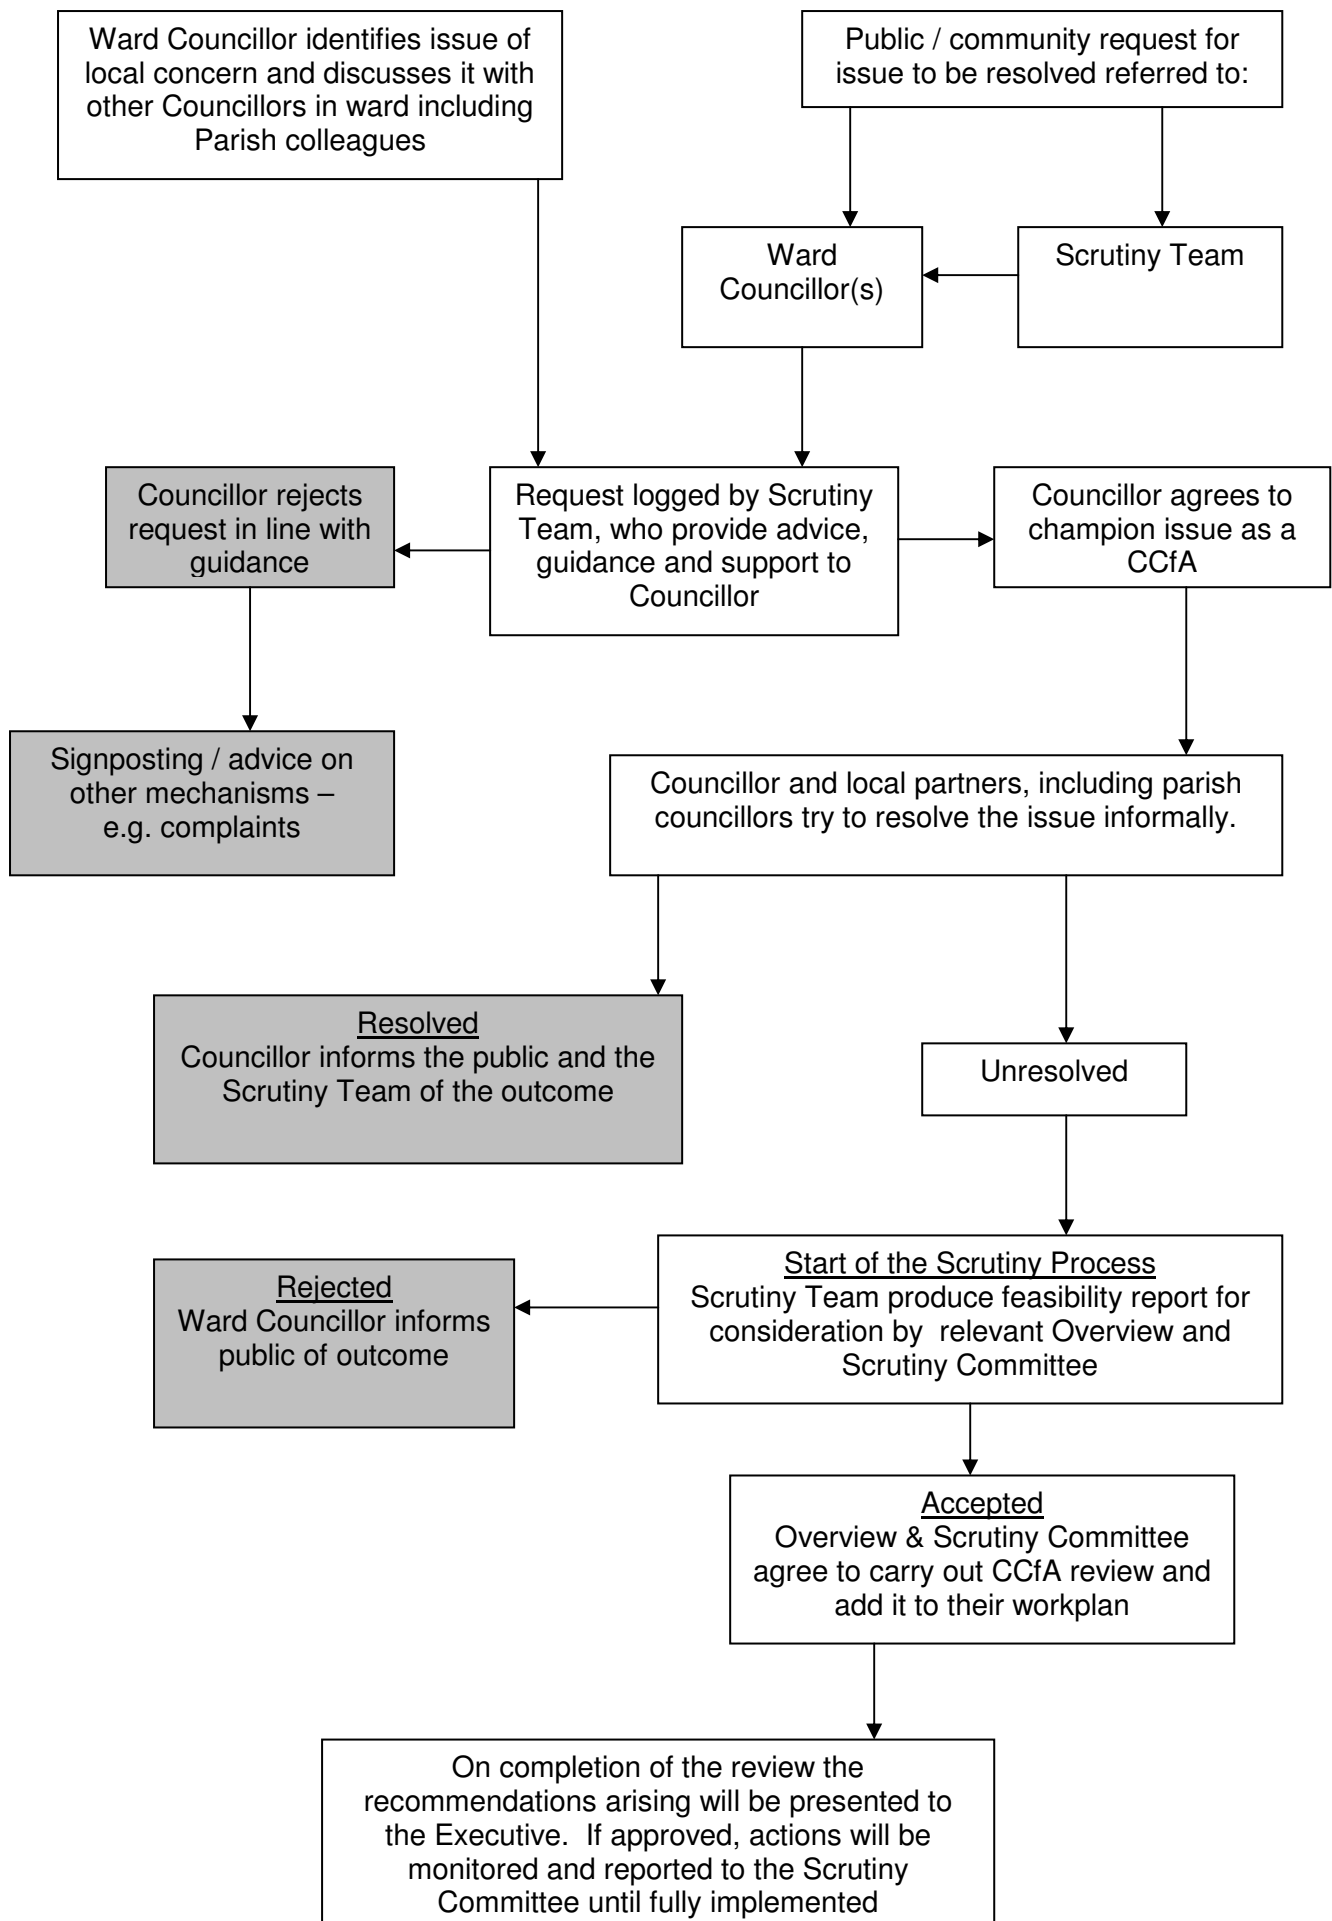 Ward Councillor identifies issue of
local concern and discusses it with
other Councillors in ward including
Parish colleagues
Public / community request for
issue to be resolved referred to:
Ward
Councillor(s)
Scrutiny Team
Councillor rejects
request in line with
guidance
Request logged by Scrutiny
Team, who provide advice,
guidance and support to
Councillor
Councillor agrees to
champion issue as a
CCfA
Signposting / advice on
other mechanisms –
e.g. complaints
Councillor and local partners, including parish
councillors try to resolve the issue informally.
Resolved
Councillor informs the public and the
Scrutiny Team of the outcome
Unresolved
Rejected
Ward Councillor informs
public of outcome
Start of the Scrutiny Process
Scrutiny Team produce feasibility report for
consideration by  relevant Overview and
Scrutiny Committee
Accepted
Overview & Scrutiny Committee
agree to carry out CCfA review and
add it to their workplan
On completion of the review the
recommendations arising will be presented to
the Executive.  If approved, actions will be
monitored and reported to the Scrutiny
Committee until fully implemented